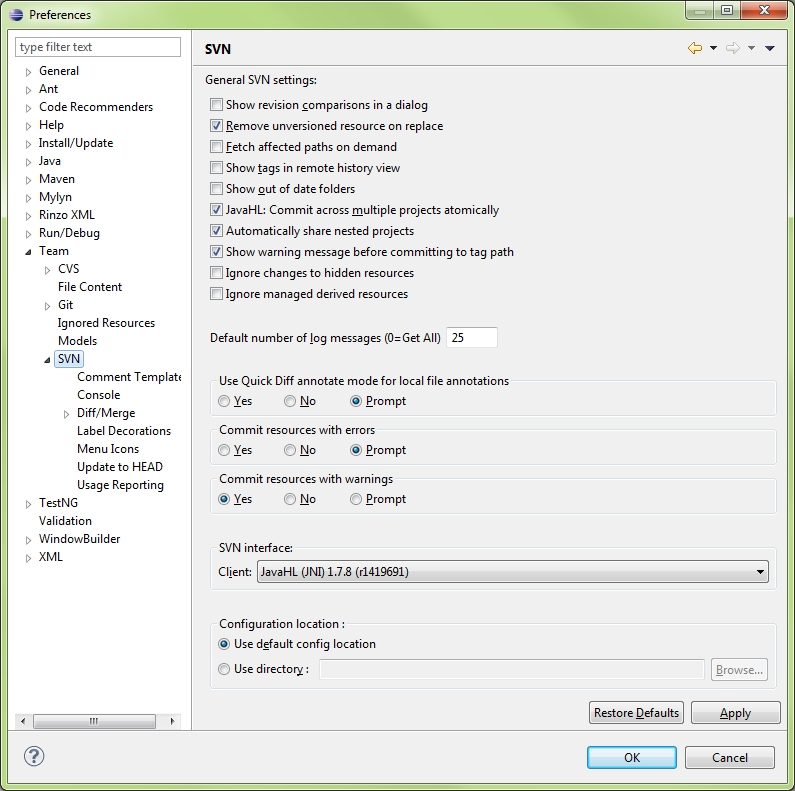 Preferences
type filter text
General
Ant
Code Recommenders
Help
Install/Update
Java
Maven
Mylyn
Rinzo XML
Run/Debug
Team
CVS
File Content
Git
Ignored Resources
Models
SVN
Comment Template
Console
Diff/Merge
Label Decorations
Menu Icons
Update to HEAD
Usage Reporting
TestNG
Validation
WindowBuilder
XML
SVN
General SVN settings:
Show revision comparisons in a dialog
Remove unversioned resource on replace
Fetch affected paths on demand
Show tags in remote history view
Show out of date folders
JavaHL: Commit across multiple projects atomically
Automatically share nested projects
Show warning message before committing to tag path
Ignore changes to hidden resources
Ignore managed derived resources
Default number of log messages (0=Get All) 25
Use Quick Diff annotate mode for local file annotations
Yes No Prompt
Commit resources with errors
Yes No Prompt
Commit resources with warnings
Yes No Prompt
SVN interface:
Client: JavaHL (JNI) 1.7.8 (r1419691)
Configuration location :
Use default config location
Use directory : Browse...
Restore Defaults Apply
OK Cancel